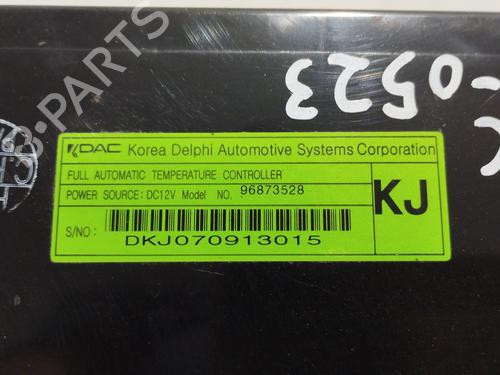 -0523
B-PARTS
KDAC Korea Delphi Automotive Systems Corporation
FULL AUTOMATIC TEMPERATURE CONTROLLER
POWER SOURCE: DC12V Model NO. 96873528
KJ
S/NO :
DKJ070913015